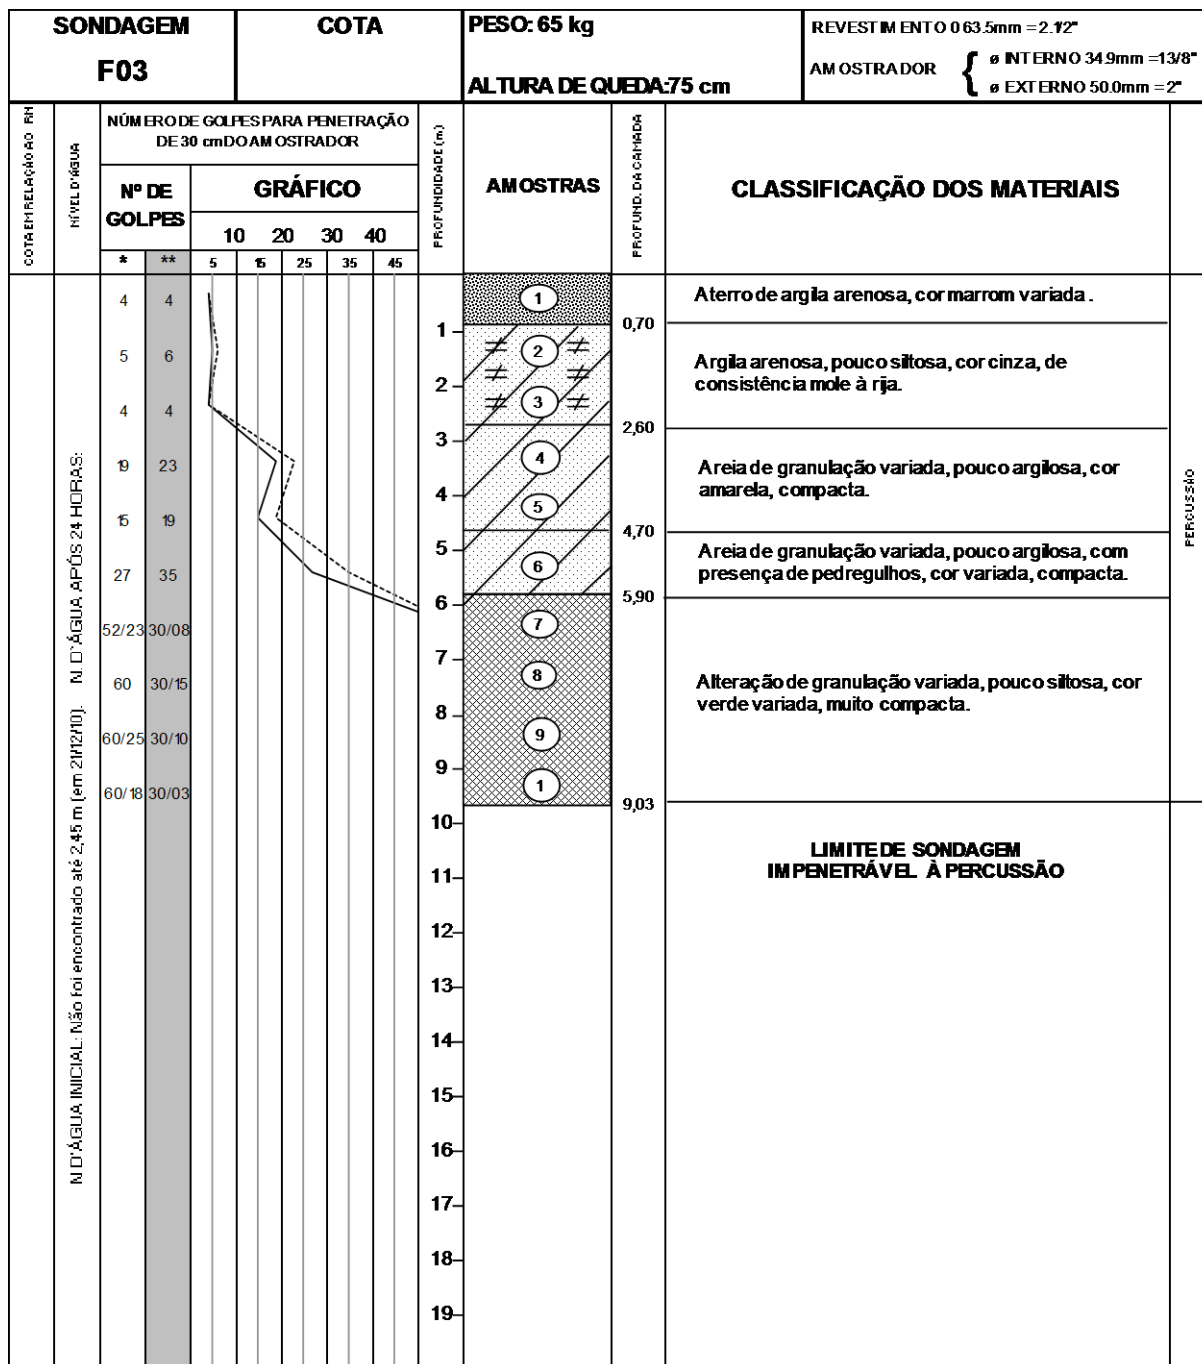 SONDAGEM
F03
COTA
PESO: 65 kg
ALTURA DE QUEDA:75 cm
REVESTIMENTO 0 63.5mm = 2.1/2"
AMOSTRADOR { ø INTERNO 34.9mm =13/8"
ø EXTERNO 50.0mm = 2"
COTA EM RELAÇÃO AO RN
NÍVEL D'ÁGUA
NÚMERO DE GOLPES PARA PENETRAÇÃO
DE 30 cm DO AMOSTRADOR
Nº DE
GOLPES
GRÁFICO
10 20 30 40
* ** 5 15 25 35 45
PROFUNDIDADE (m)
AMOSTRAS
PROFUND. DA CAMADA
CLASSIFICAÇÃO DOS MATERIAIS
N D'ÁGUA INICIAL: Não foi encontrado até 2,45 m (em 21/12/10). N. D'ÁGUA APÓS 24 HORAS:
4 4
5 6
4 4
19 23
15 19
27 35
52/23 30/08
60 30/15
60/25 30/10
60/18 30/03
1
2
3
4
5
6
7
8
9
10
11
12
13
14
15
16
17
18
19
1
2
3
4
5
6
7
8
9
1
0,70
2,60
4,70
5,90
9,03
Aterro de argila arenosa, cor marrom variada .
Argila arenosa, pouco siltosa, cor cinza, de
consistência mole à rija.
Areia de granulação variada, pouco argilosa, cor
amarela, compacta.
Areia de granulação variada, pouco argilosa, com
presença de pedregulhos, cor variada, compacta.
Alteração de granulação variada, pouco siltosa, cor
verde variada, muito compacta.
LIMITE DE SONDAGEM
IMPENETRÁVEL À PERCUSSÃO
PERCUSSÃO